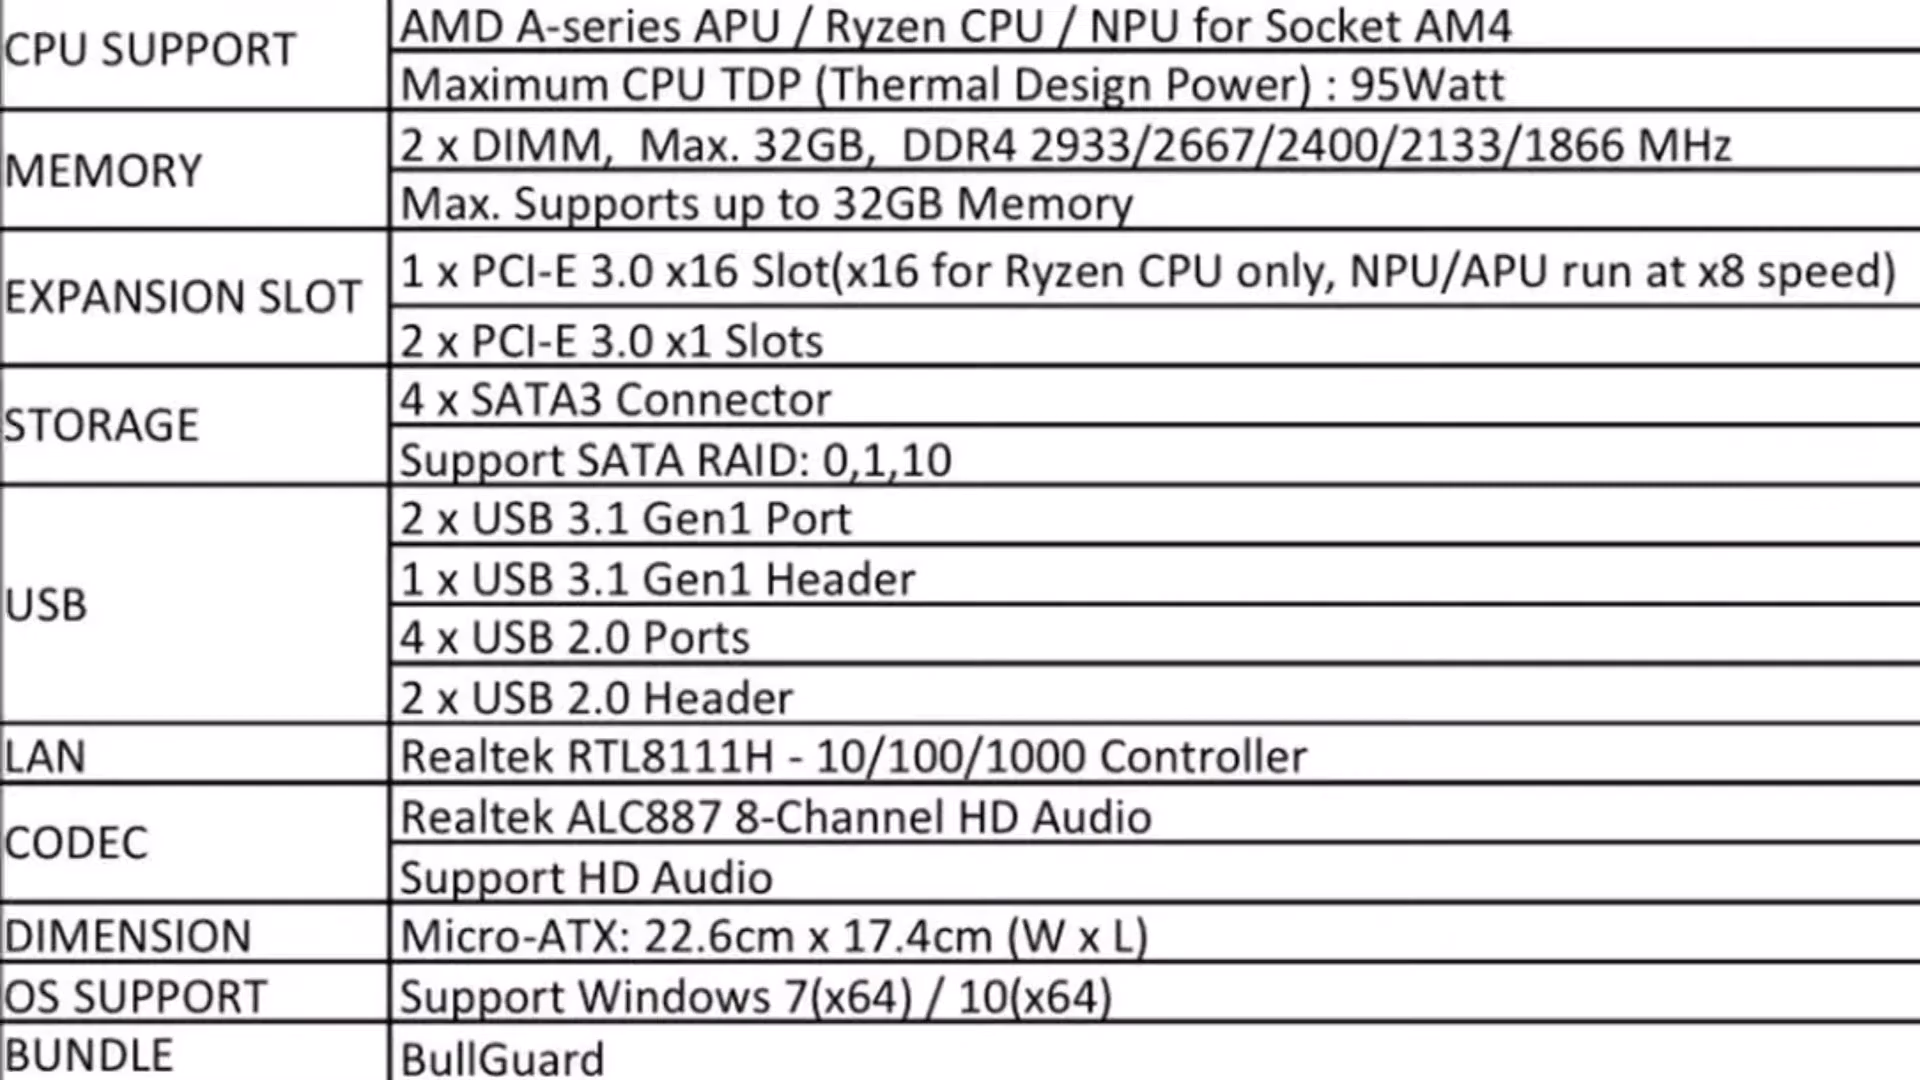 CPU SUPPORT
AMD A-series APU / Ryzen CPU / NPU for Socket AM4
Maximum CPU TDP (Thermal Design Power) : 95Watt
MEMORY
2 x DIMM,  Max. 32GB,  DDR4 2933/2667/2400/2133/1866 MHz
Max. Supports up to 32GB Memory
EXPANSION SLOT
1 x PCI-E 3.0 x16 Slot(x16 for Ryzen CPU only, NPU/APU run at x8 speed)
2 x PCI-E 3.0 x1 Slots
STORAGE
4 x SATA3 Connector
Support SATA RAID: 0,1,10
USB
2 x USB 3.1 Gen1 Port
1 x USB 3.1 Gen1 Header
4 x USB 2.0 Ports
2 x USB 2.0 Header
LAN
Realtek RTL8111H - 10/100/1000 Controller
CODEC
Realtek ALC887 8-Channel HD Audio
Support HD Audio
DIMENSION
Micro-ATX: 22.6cm x 17.4cm (W x L)
OS SUPPORT
Support Windows 7(x64) / 10(x64)
BUNDLE
BullGuard